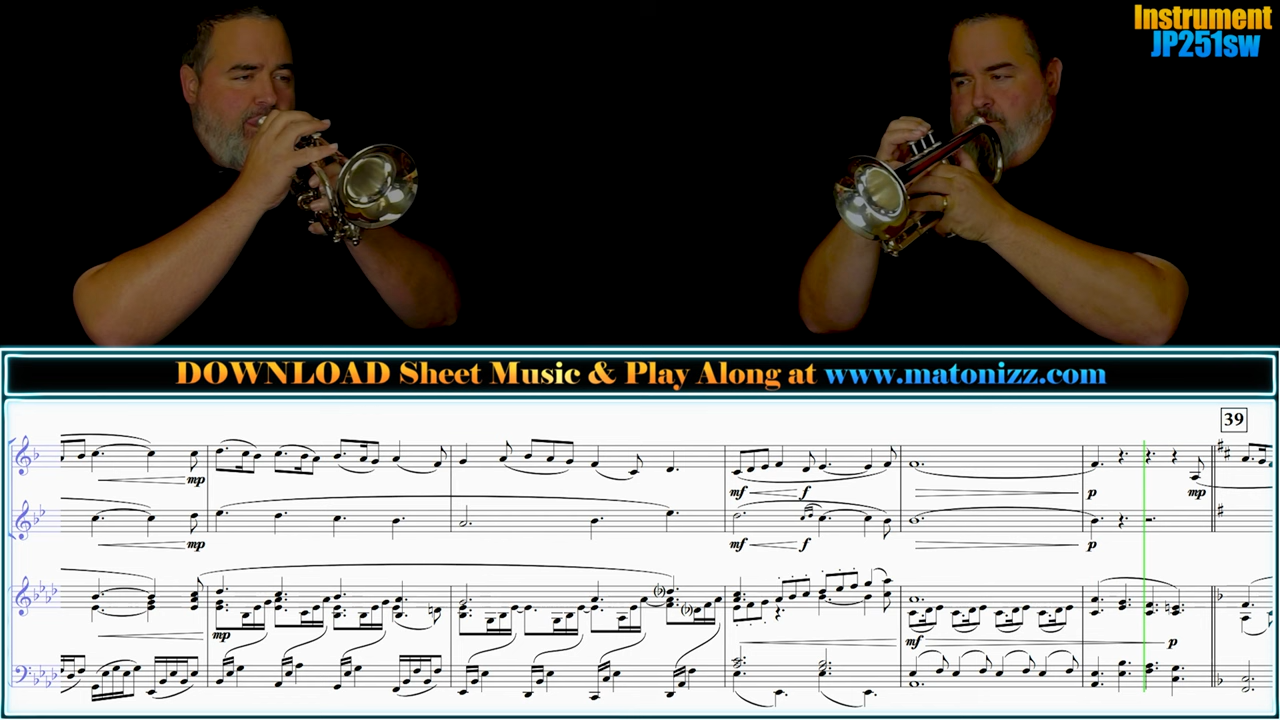 Instrument
JP251sw
DOWNLOAD Sheet Music & Play Along at www.matonizz.com
39
mp
mf f p mp
mp
mf f p
mp mf p